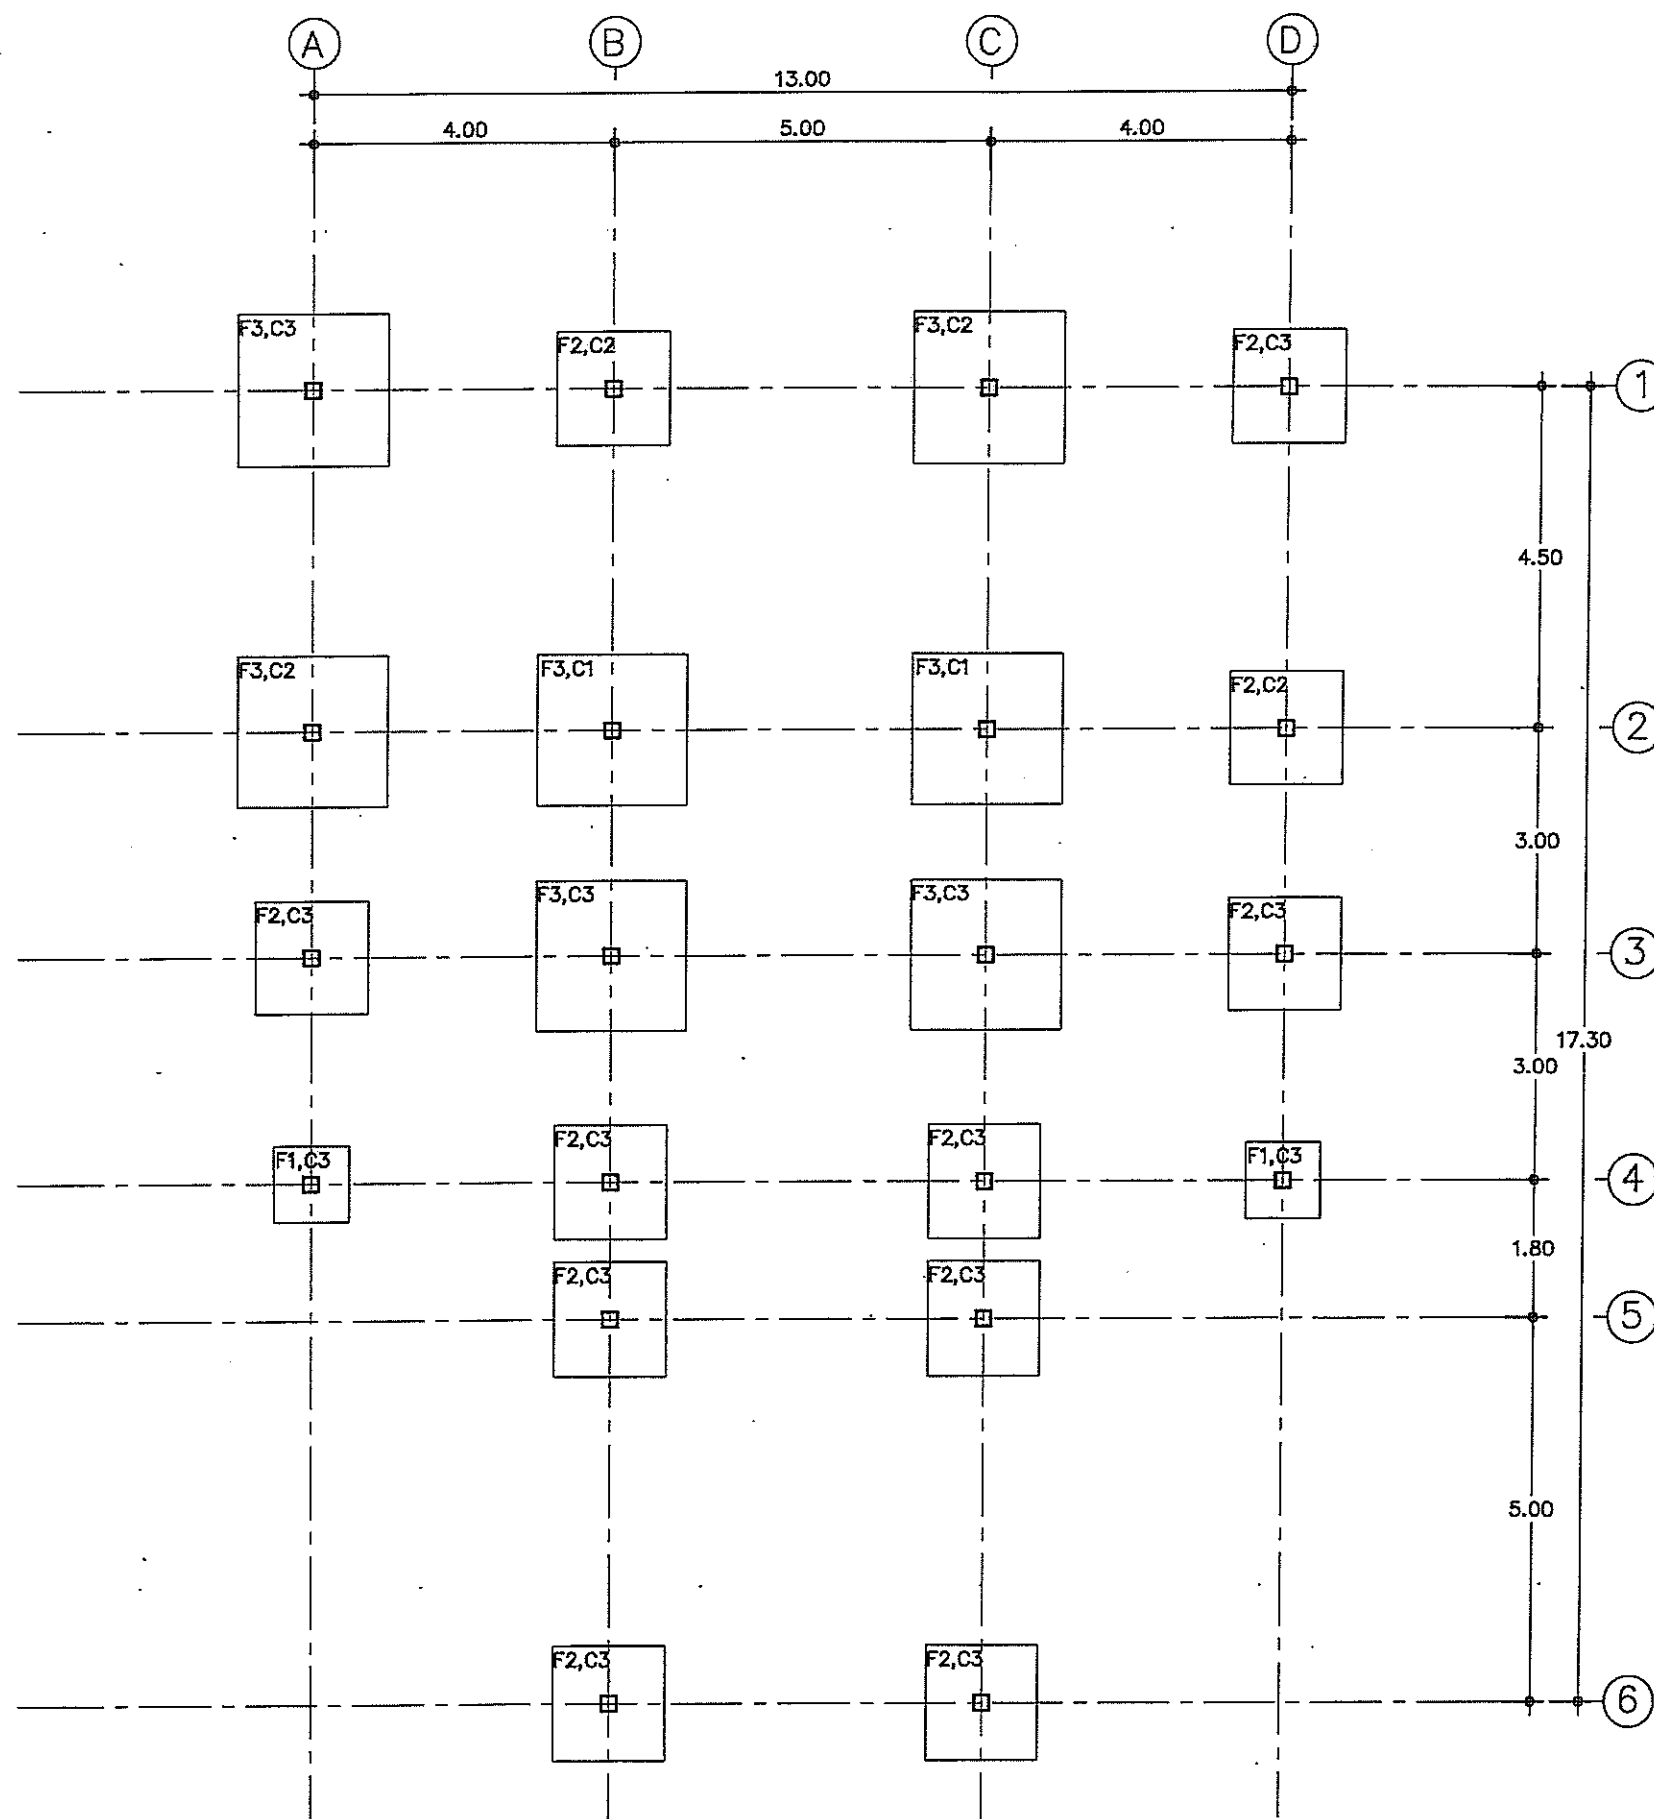 A B C D
13.00
4.00 5.00 4.00
F3,C3 F2,C2 F3,C2 F2,C3
1
4.50
F3,C2 F3,C1 F3,C1 F2,C2
2
3.00
F2,C3 F3,C3 F3,C3 F2,C3
3
17.30
3.00
F1,C3 F2,C3 F2,C3 F1,C3
4
1.80
F2,C3 F2,C3
5
5.00
F2,C3 F2,C3
6